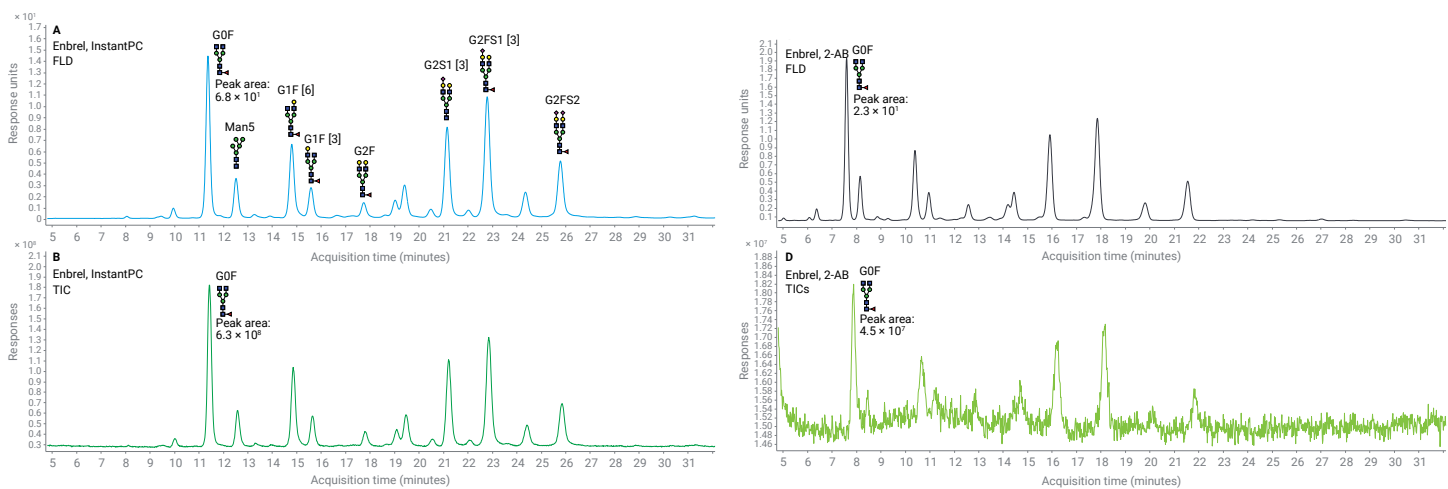 × 10¹
A
Enbrel, InstantPC
FLD
G0F
Peak area:
6.8 × 10¹
Man5
G1F [6]
G1F [3]
G2F
G2S1 [3]
G2FS1 [3]
G2FS2
Response units
1.7
1.6
1.5
1.4
1.3
1.2
1.1
1.0
0.9
0.8
0.7
0.6
0.5
0.4
0.3
0.2
0.1
0
5 6 7 8 9 10 11 12 13 14 15 16 17 18 19 20 21 22 23 24 25 26 27 28 29 30 31
Acquisition time (minutes)
Enbrel, 2-AB
FLD
G0F
Peak area:
2.3 × 10¹
Response units
2.1
2.0
1.9
1.8
1.7
1.6
1.5
1.4
1.3
1.2
1.1
1.0
0.9
0.8
0.7
0.6
0.5
0.4
0.3
0.2
0.1
5 6 7 8 9 10 11 12 13 14 15 16 17 18 19 20 21 22 23 24 25 26 27 28 29 30 31
Acquisition time (minutes)
× 10⁸
B
Enbrel, InstantPC
TIC
G0F
Peak area:
6.3 × 10⁸
Responses
2.1
2.0
1.9
1.8
1.7
1.6
1.5
1.4
1.3
1.2
1.1
1.0
0.9
0.8
0.7
0.6
0.5
0.4
0.3
5 6 7 8 9 10 11 12 13 14 15 16 17 18 19 20 21 22 23 24 25 26 27 28 29 30 31
Acquisition time (minutes)
× 10⁷
D
Enbrel, 2-AB
TICs
G0F
Peak area:
4.5 × 10⁷
Responses
1.88
1.86
1.84
1.82
1.80
1.78
1.76
1.74
1.72
1.70
1.68
1.66
1.64
1.62
1.60
1.58
1.56
1.54
1.52
1.50
1.48
1.46
5 6 7 8 9 10 11 12 13 14 15 16 17 18 19 20 21 22 23 24 25 26 27 28 29 30 31
Acquisition time (minutes)